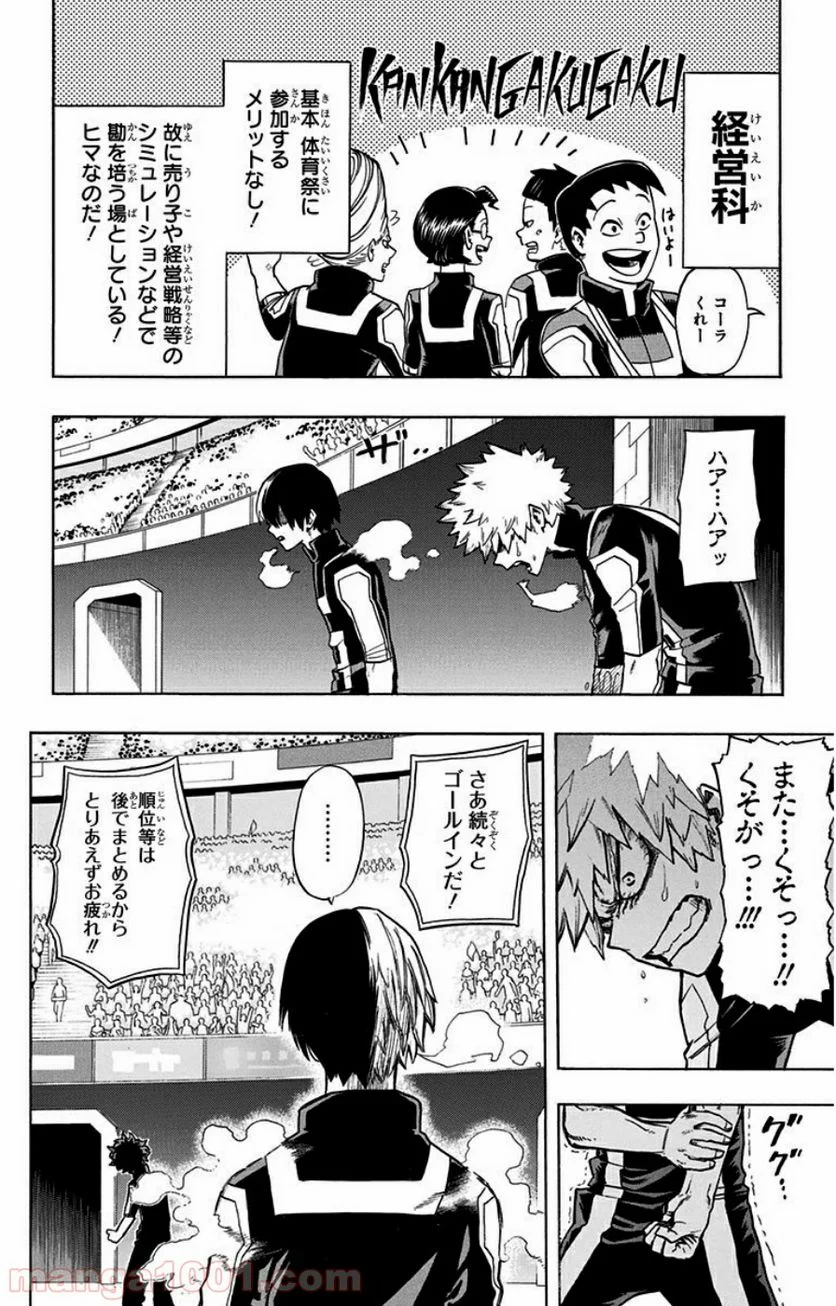 経営科
KANKANGAKUGAKU
はいよー
コーラ
くれー
基本 体育祭に
参加する
メリットなし!
故に売り子や経営戦略等の
シミュレーションなどで
勘を培う場としている!
ヒマなのだ!
ハア…ハアッ
ザ…
また…くそっ…!!
くそがっ…!!!
ググ…
さあ続々と
ゴールインだ!
………
順位等は
後でまとめるから
とりあえずお疲れ!!
manga1001.com